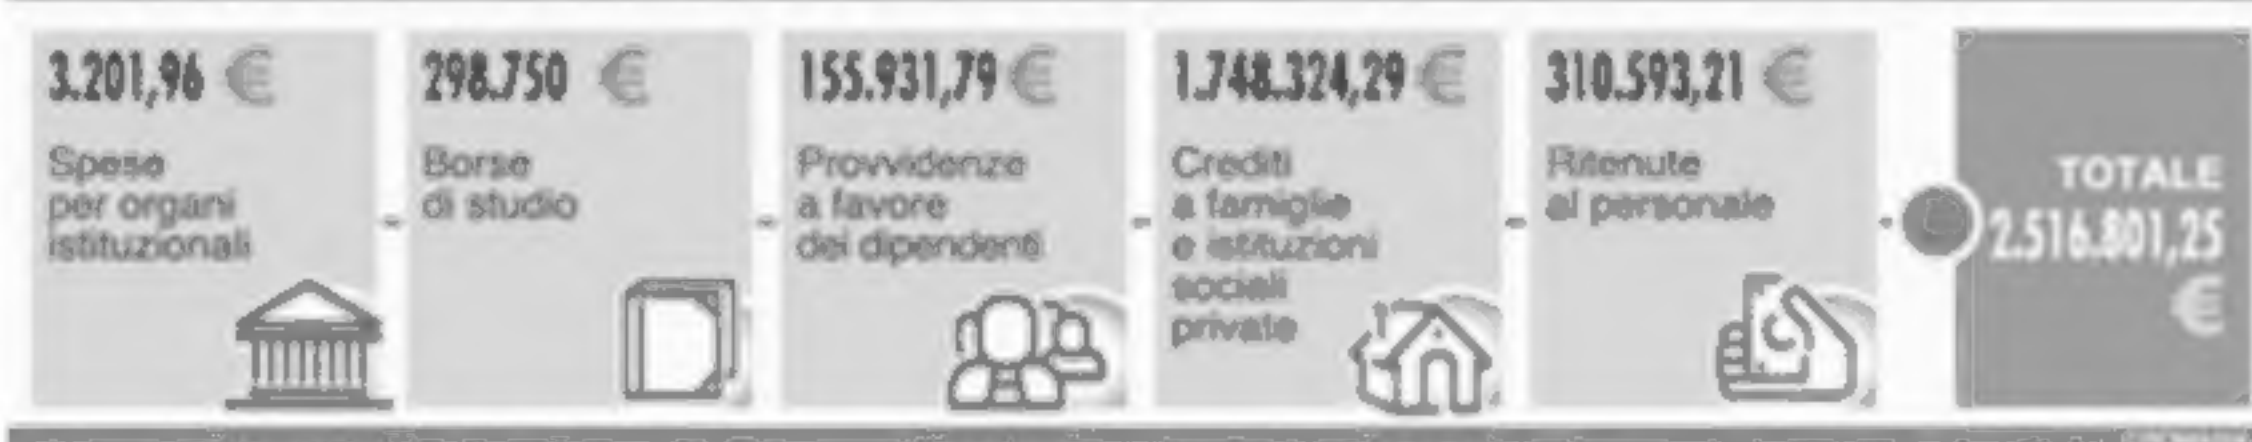 3.201,96 €
Spese
per organi
istituzionali
298.750 €
Borse
di studio
155.931,79 €
Provvidenze
a favore
dei dipendenti
1.748.324,29 €
Crediti
a famiglie
e istituzioni
sociali
private
310.593,21 €
Ritenute
al personale
TOTALE
2.516.801,25
€